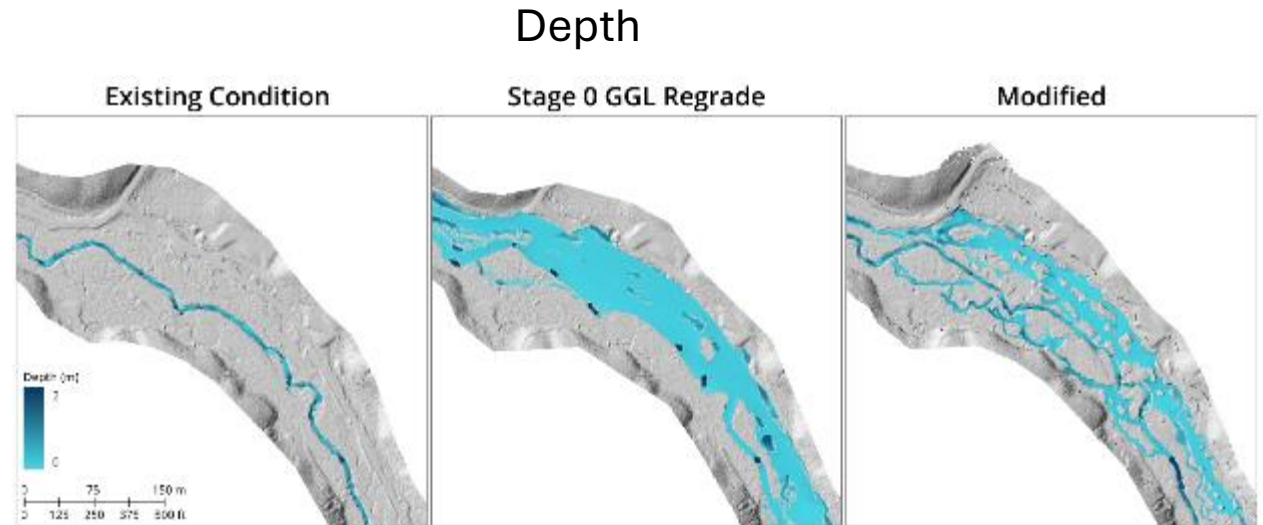 Depth
Existing Condition
Stage 0 GGL Regrade
Modified
Depth (m)
2
0
0 75 150 m
0 125 250 375 500 ft